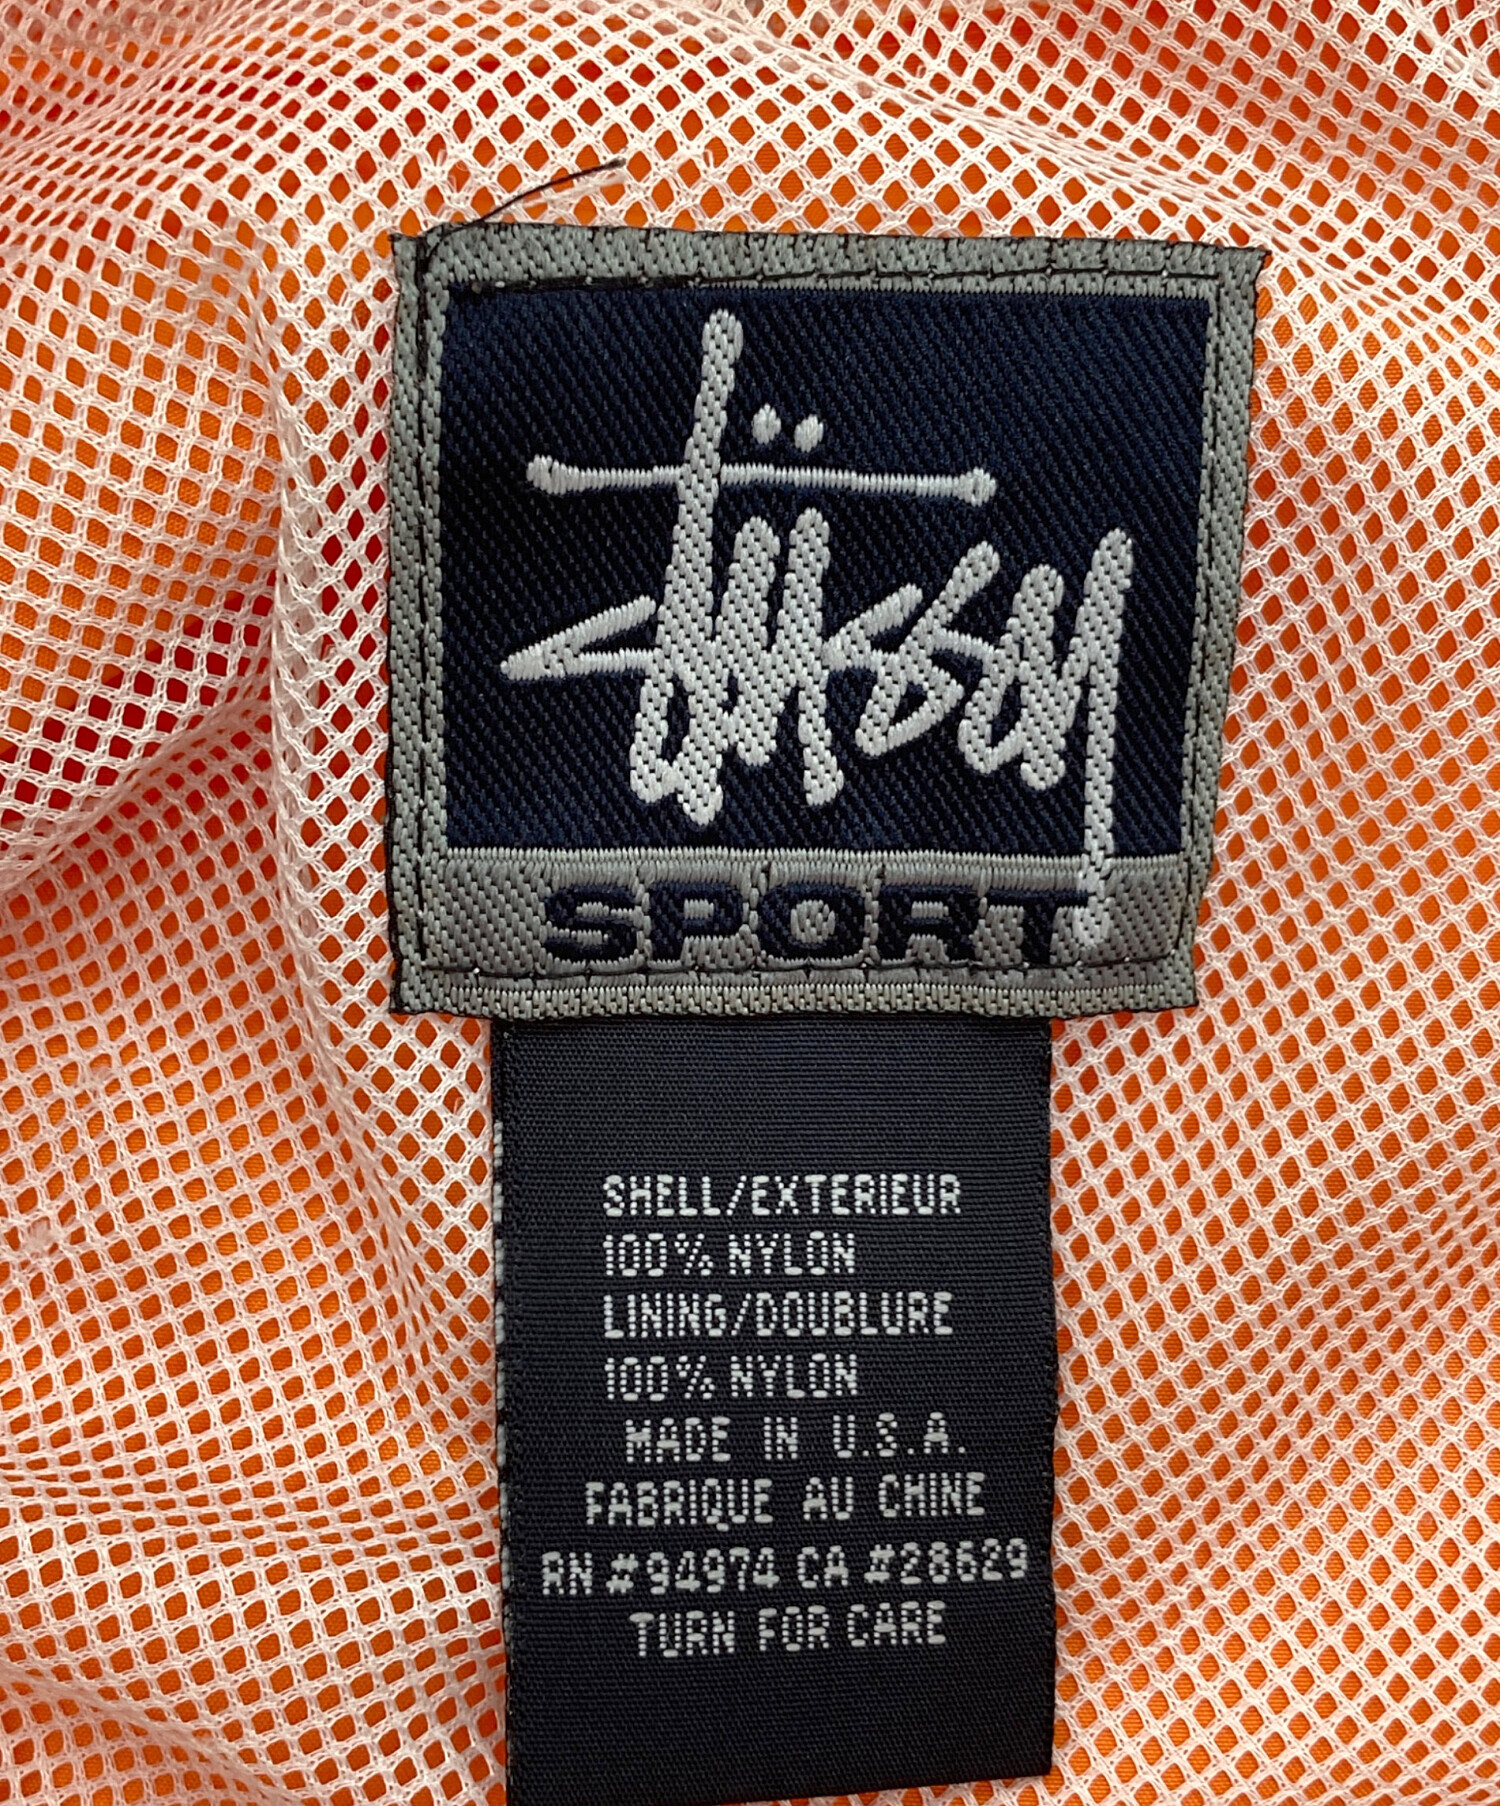 Stüssy
SPORT
SHELL/EXTERIEUR
100% NYLON
LINING/DOUBLURE
100% NYLON
MADE IN U.S.A.
FABRIQUE AU CHINE
RN #94974 CA #28629
TURN FOR CARE